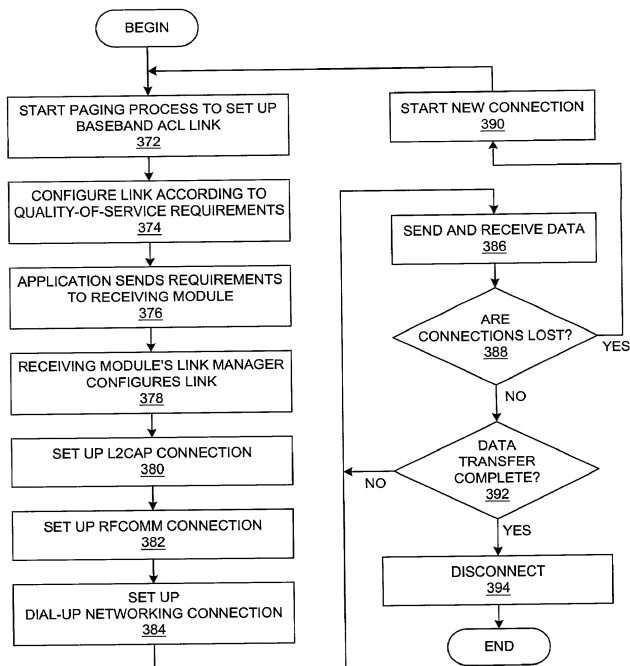 BEGIN
START PAGING PROCESS TO SET UP
BASEBAND ACL LINK
372
CONFIGURE LINK ACCORDING TO
QUALITY-OF-SERVICE REQUIREMENTS
374
APPLICATION SENDS REQUIREMENTS
TO RECEIVING MODULE
376
RECEIVING MODULE'S LINK MANAGER
CONFIGURES LINK
378
SET UP L2CAP CONNECTION
380
SET UP RFCOMM CONNECTION
382
SET UP
DIAL-UP NETWORKING CONNECTION
384
START NEW CONNECTION
390
SEND AND RECEIVE DATA
386
ARE
CONNECTIONS LOST?
388
YES
NO
DATA
TRANSFER
COMPLETE?
392
NO
YES
DISCONNECT
394
END